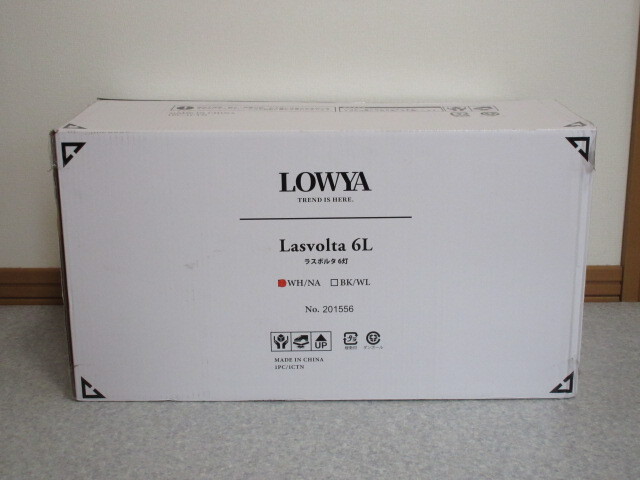 LOWYA
TREND IS HERE.
Lasvolta 6L
ラスボルタ 6灯
WH/NA BK/WL
No. 201556
UP
MADE IN CHINA
1PC/1CTN